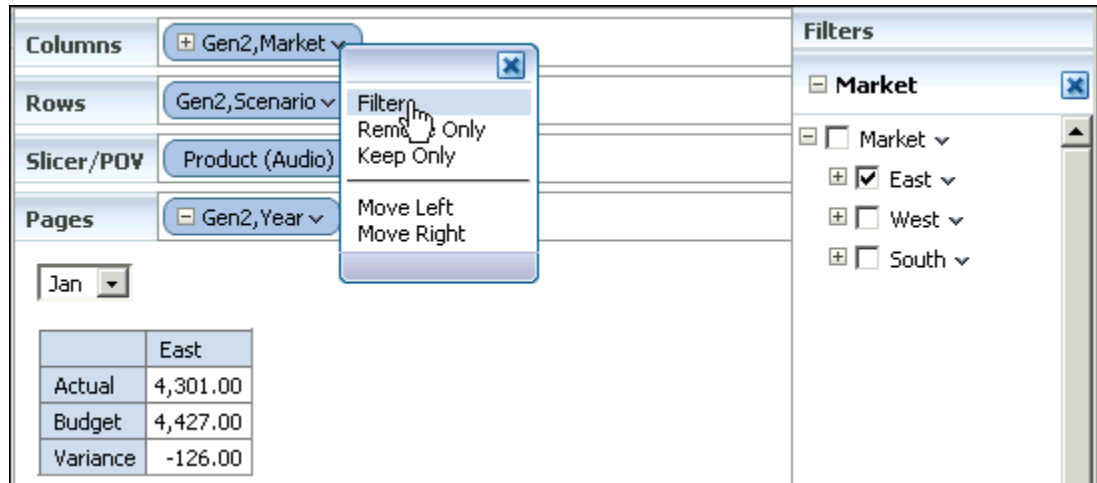 Columns
Gen2,Market
Rows
Gen2,Scenario
Slicer/POV
Product (Audio)
Pages
Gen2,Year
Filters
Remove Only
Keep Only
Move Left
Move Right
Jan
East
Actual 4,301.00
Budget 4,427.00
Variance -126.00
Filters
Market
Market
East
West
South